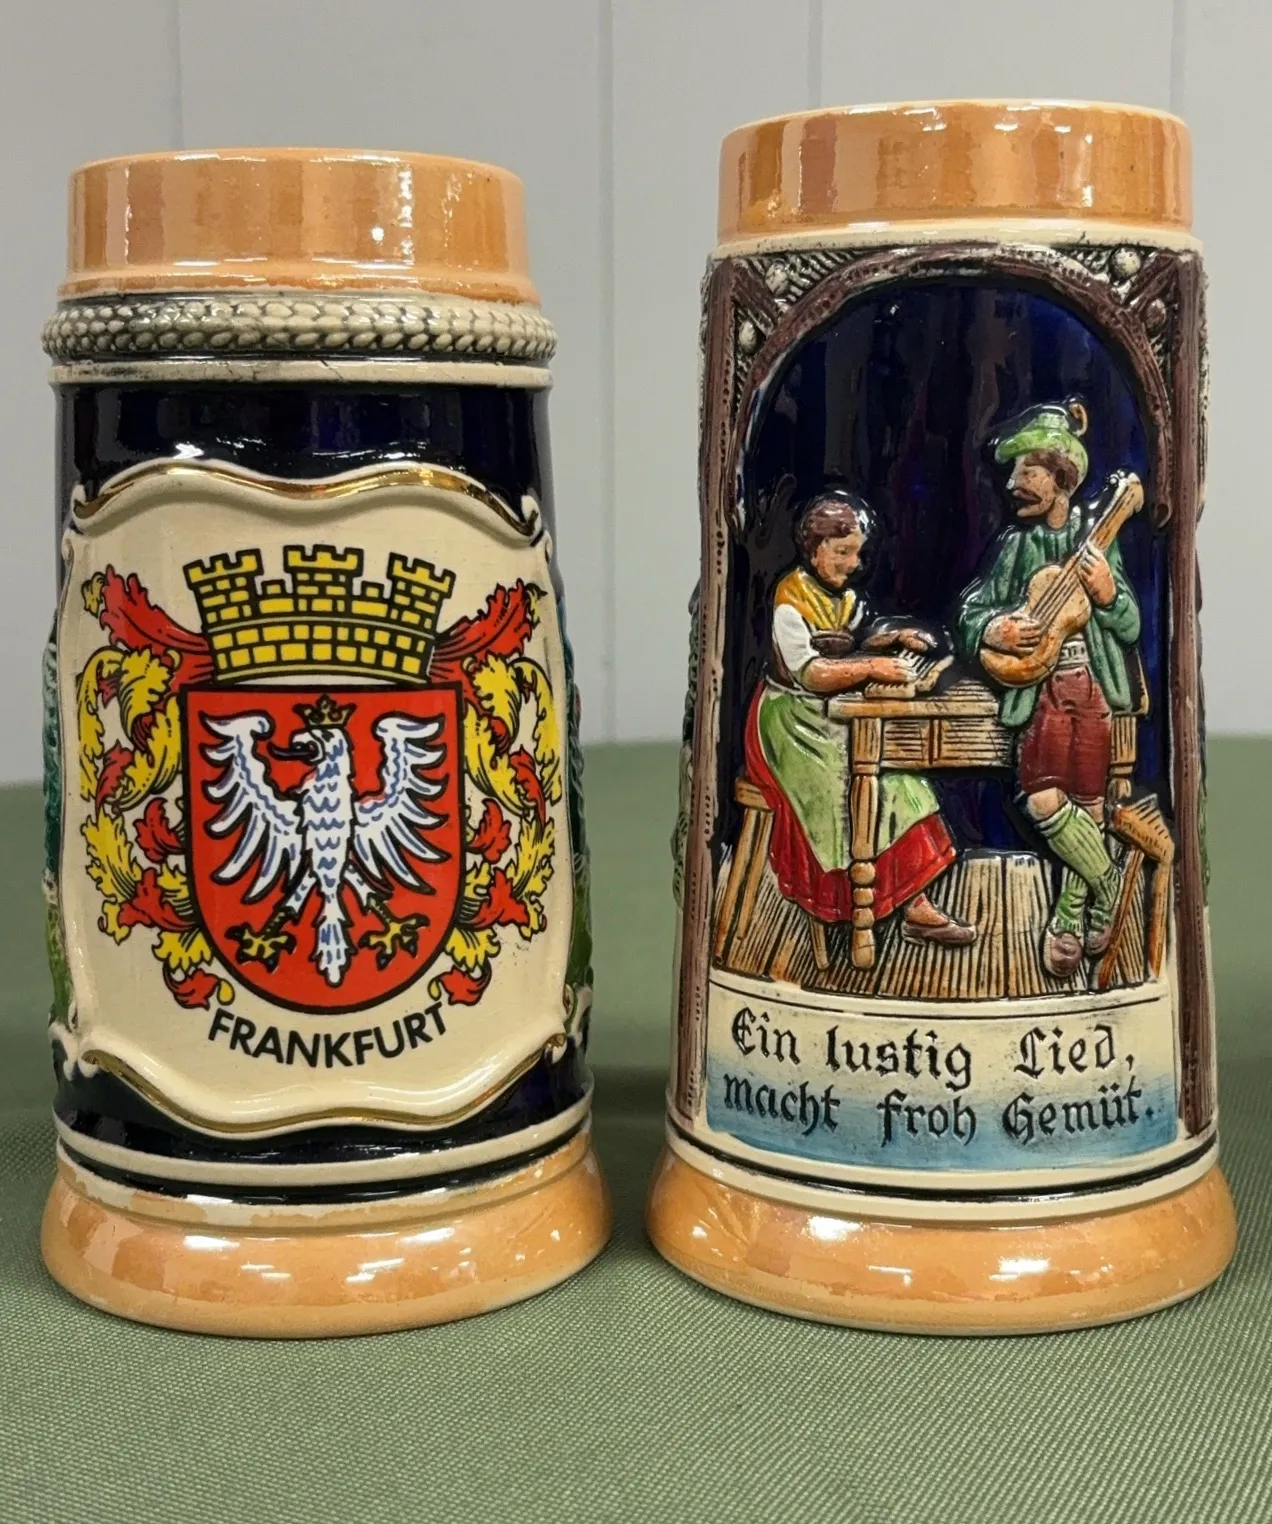 FRANKFURT
Ein lustig Lied,
macht froh Gemüt.